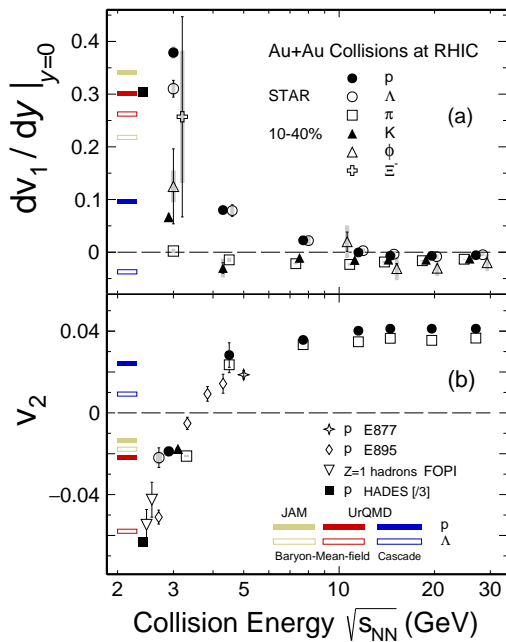 0.4
0.3
0.2
0.1
0
dv₁ / dy |y=0
Au+Au Collisions at RHIC
STAR
10-40%
p
Λ
π
K
ϕ
Ξ⁻
(a)
0.04
0
−0.04
v₂
(b)
p E877
p E895
Z=1 hadrons FOPI
p HADES [/3]
JAM UrQMD
p
Λ
Baryon-Mean-field Cascade
2 3 4 5 6 10 20 30
Collision Energy √sNN (GeV)